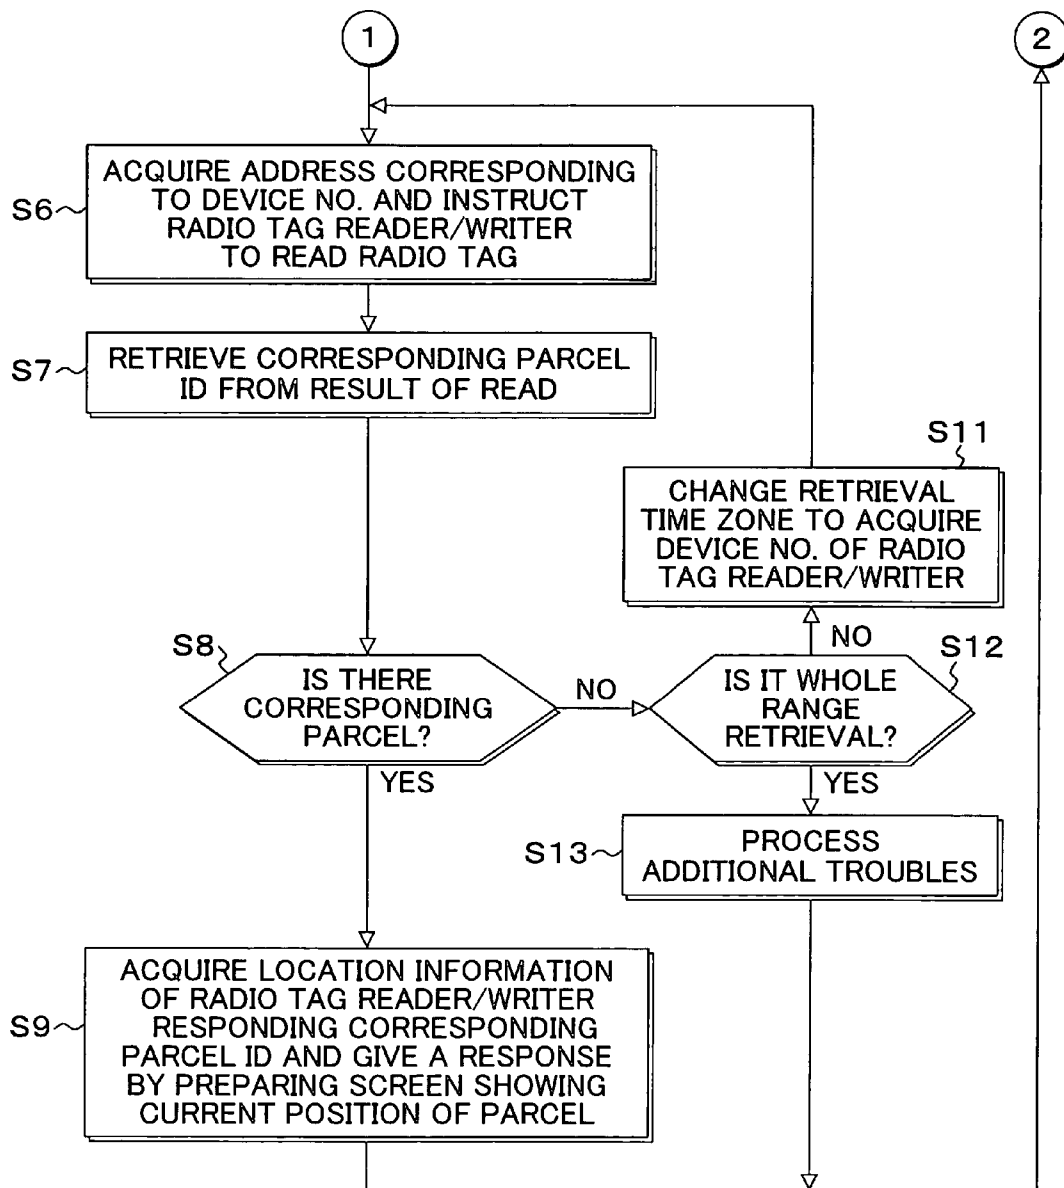 1
2
S6
ACQUIRE ADDRESS CORRESPONDING
TO DEVICE NO. AND INSTRUCT
RADIO TAG READER/WRITER
TO READ RADIO TAG
S7
RETRIEVE CORRESPONDING PARCEL
ID FROM RESULT OF READ
S11
CHANGE RETRIEVAL
TIME ZONE TO ACQUIRE
DEVICE NO. OF RADIO
TAG READER/WRITER
S8
IS THERE
CORRESPONDING
PARCEL?
NO
YES
NO
S12
IS IT WHOLE
RANGE
RETRIEVAL?
YES
S13
PROCESS
ADDITIONAL TROUBLES
S9
ACQUIRE LOCATION INFORMATION
OF RADIO TAG READER/WRITER
RESPONDING CORRESPONDING
PARCEL ID AND GIVE A RESPONSE
BY PREPARING SCREEN SHOWING
CURRENT POSITION OF PARCEL